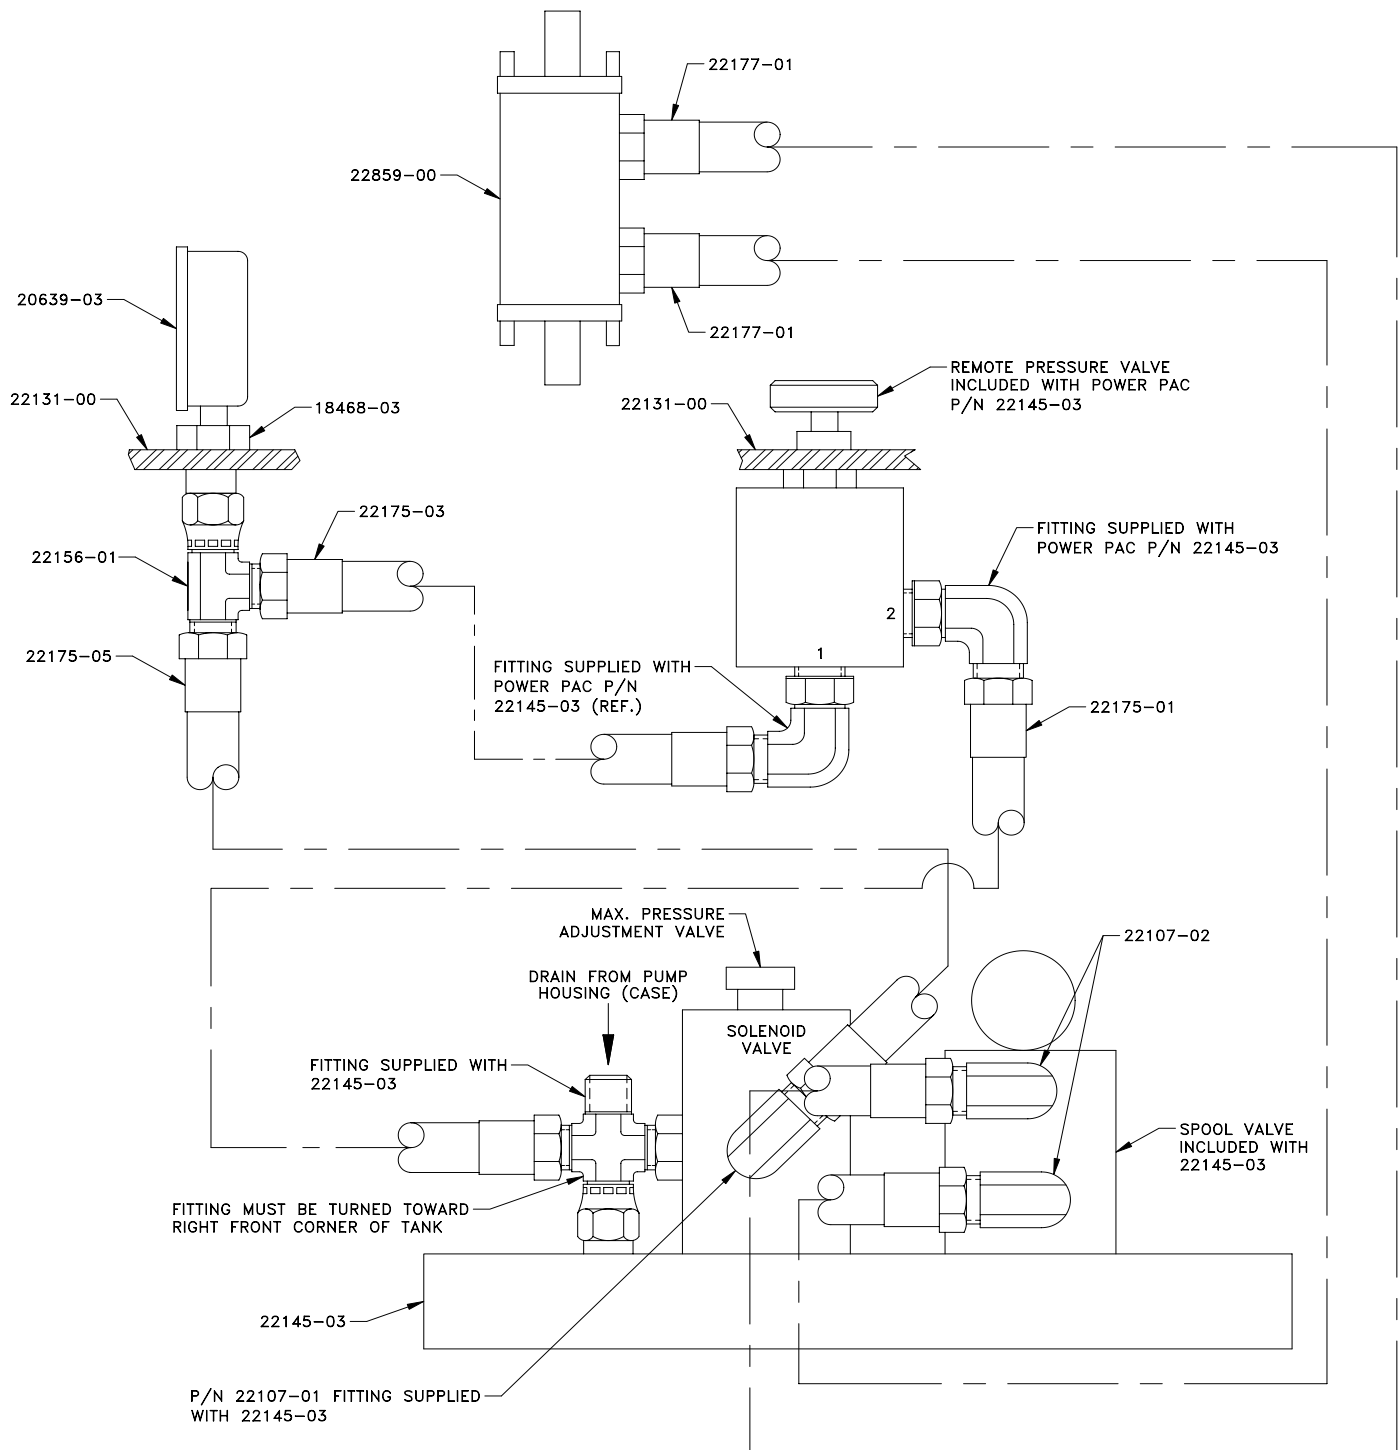 22177-01
22859-00
20639-03
22177-01
REMOTE PRESSURE VALVE
INCLUDED WITH POWER PAC
P/N 22145-03
22131-00
18468-03
22131-00
22175-03
FITTING SUPPLIED WITH
POWER PAC P/N 22145-03
22156-01
2
1
22175-05
FITTING SUPPLIED WITH
POWER PAC P/N
22145-03 (REF.)
22175-01
MAX. PRESSURE
ADJUSTMENT VALVE
22107-02
DRAIN FROM PUMP
HOUSING (CASE)
SOLENOID
VALVE
FITTING SUPPLIED WITH
22145-03
SPOOL VALVE
INCLUDED WITH
22145-03
FITTING MUST BE TURNED TOWARD
RIGHT FRONT CORNER OF TANK
22145-03
P/N 22107-01 FITTING SUPPLIED
WITH 22145-03